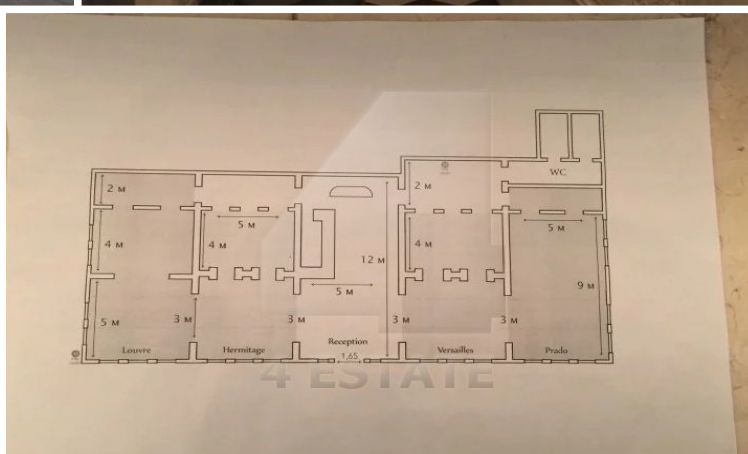 WC
2 м
2 м
5 м
5 м
4 м
4 м
4 м
12 м
5 м
9 м
5 м
3 м
3 м
3 м
3 м
Louvre
Hermitage
Reception
1,65
Versailles
Prado
4 ESTATE